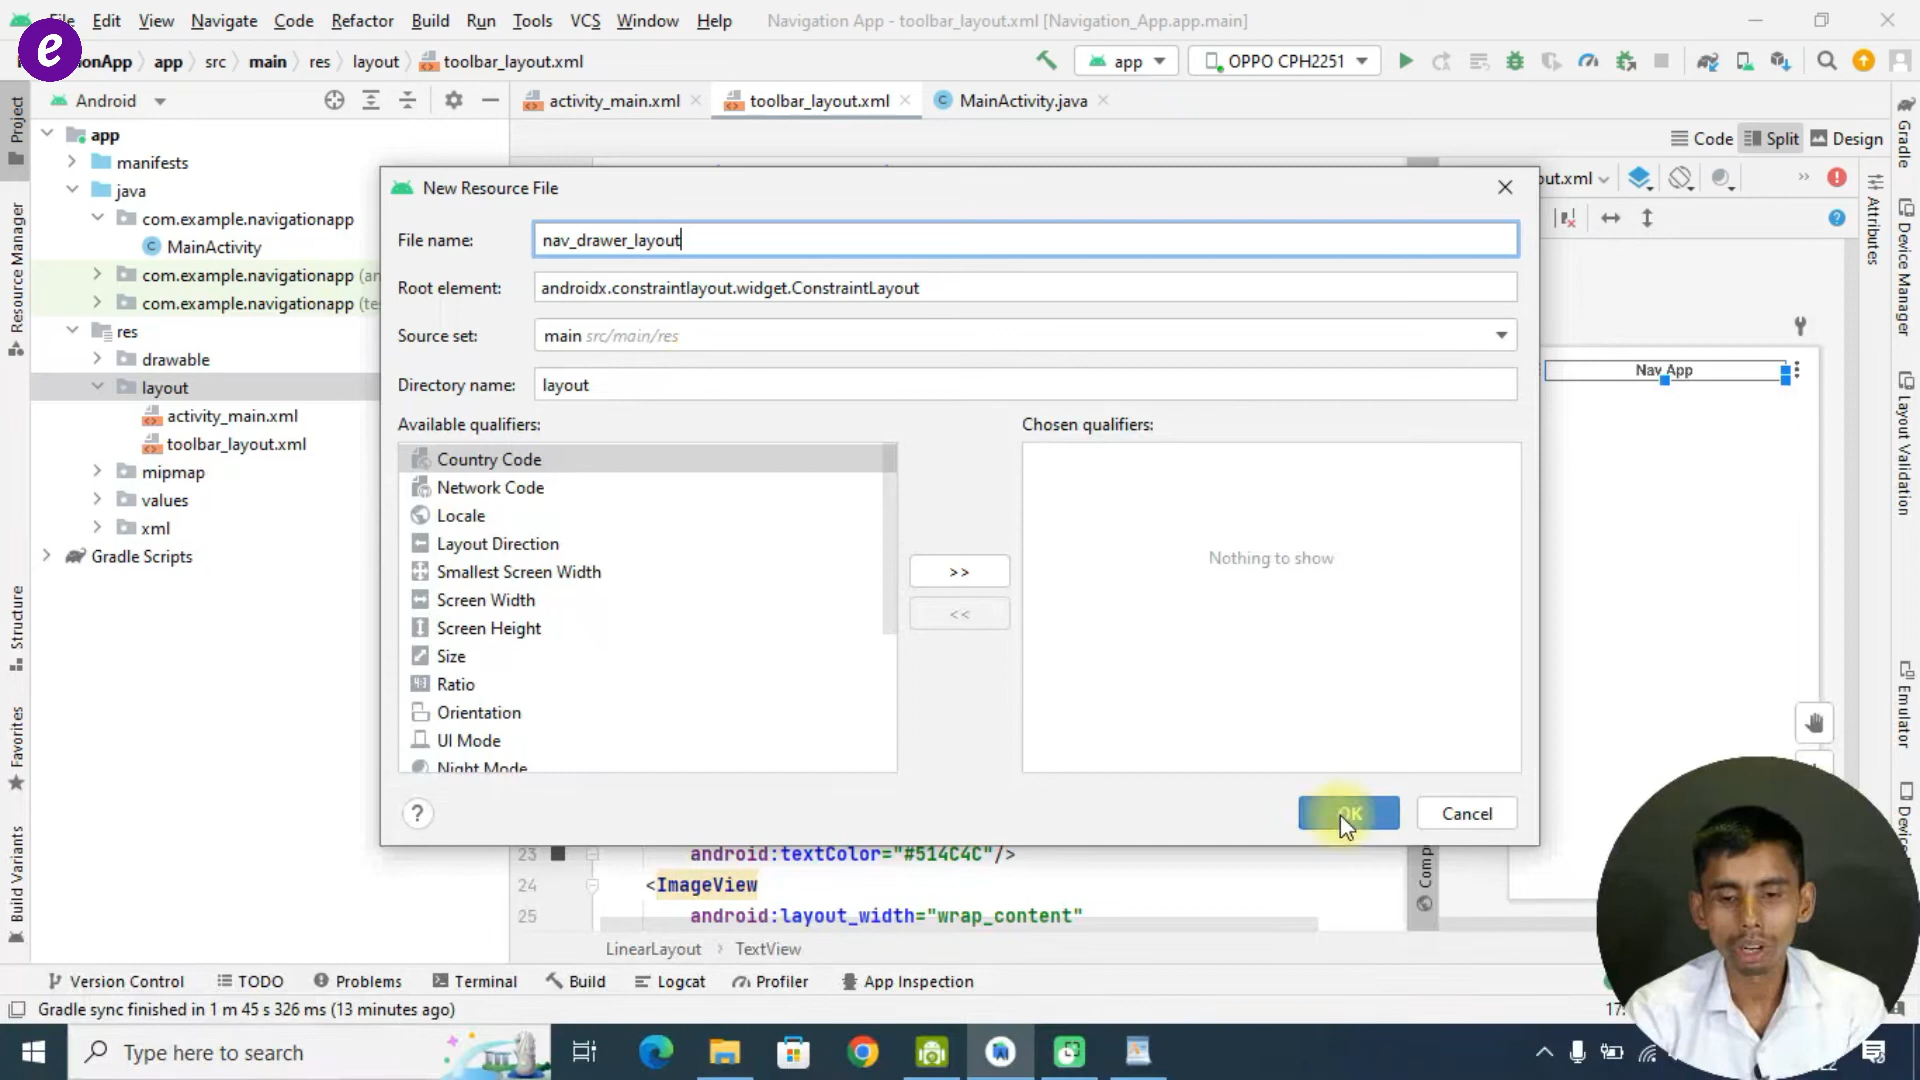 File Edit View Navigate Code Refactor Build Run Tools VCS Window Help Navigation App - toolbar_layout.xml [Navigation_App.app.main]
e
onApp app src main res layout toolbar_layout.xml app OPPO CPH2251
Android activity_main.xml toolbar_layout.xml MainActivity.java
Code Split Design
app
manifests
java
com.example.navigationapp
MainActivity
com.example.navigationapp (an
com.example.navigationapp (te
res
drawable
layout
activity_main.xml
toolbar_layout.xml
mipmap
values
xml
Gradle Scripts
Project
Resource Manager
Structure
Favorites
Build Variants
New Resource File
File name: nav_drawer_layout
Root element: androidx.constraintlayout.widget.ConstraintLayout
Source set: main src/main/res
Directory name: layout
Available qualifiers: Chosen qualifiers:
Country Code
Network Code
Locale
Layout Direction
Smallest Screen Width
Screen Width
Screen Height
Size
Ratio
Orientation
UI Mode
Night Mode
>>
<<
Nothing to show
? OK Cancel
out.xml
Nav App
Attributes
Gradle
Device Manager
Layout Validation
Emulator
Comp
23 android:textColor="#514C4C"/>
24 <ImageView
25 android:layout_width="wrap_content"
LinearLayout > TextView
Version Control TODO Problems Terminal Build Logcat Profiler App Inspection
Gradle sync finished in 1 m 45 s 326 ms (13 minutes ago) 17:
Type here to search